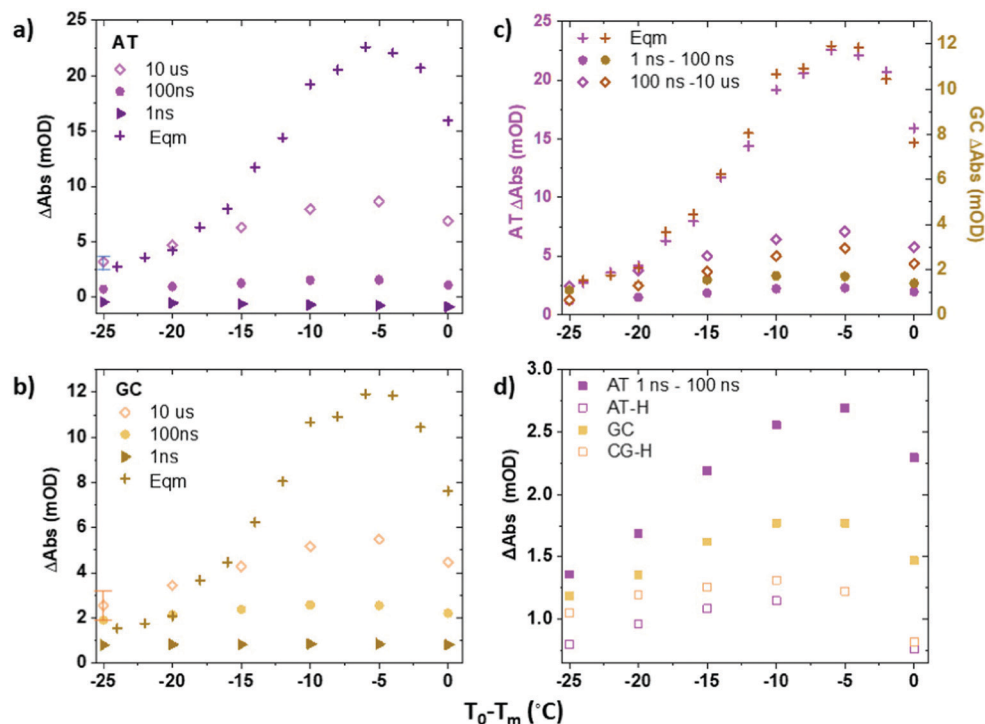 a)
AT
10 us
100ns
1ns
Eqm
ΔAbs (mOD)
25
20
15
10
5
0
-25 -20 -15 -10 -5 0
c)
Eqm
1 ns - 100 ns
100 ns -10 us
AT ΔAbs (mOD)
25
20
15
10
5
0
GC ΔAbs (mOD)
12
10
8
6
4
2
0
-25 -20 -15 -10 -5 0
b)
GC
10 us
100ns
1ns
Eqm
ΔAbs (mOD)
12
10
8
6
4
2
0
-25 -20 -15 -10 -5 0
d)
AT 1 ns - 100 ns
AT-H
GC
CG-H
ΔAbs (mOD)
3.0
2.5
2.0
1.5
1.0
-25 -20 -15 -10 -5 0
T₀-Tₘ (°C)